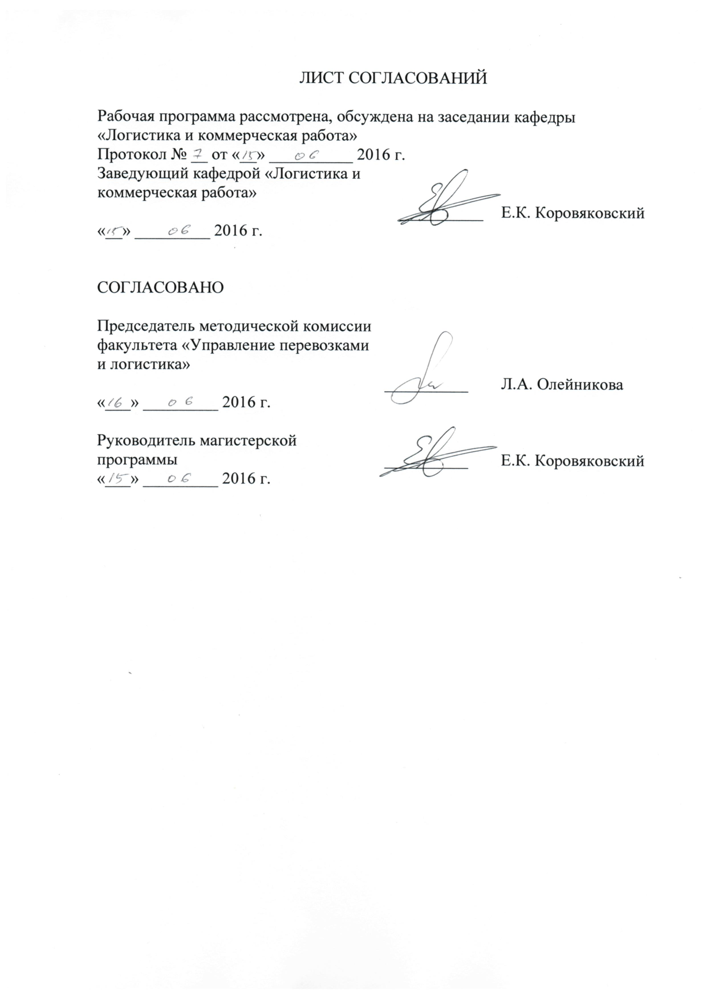 ЛИСТ СОГЛАСОВАНИЙ
Рабочая программа рассмотрена, обсуждена на заседании кафедры
«Логистика и коммерческая работа»
Протокол № 7 от «15» 06 2016 г.
Заведующий кафедрой «Логистика и
коммерческая работа»
Е.К. Коровяковский
«15» 06 2016 г.
СОГЛАСОВАНО
Председатель методической комиссии
факультета «Управление перевозками
и логистика»
Л.А. Олейникова
«16» 06 2016 г.
Руководитель магистерской
программы
Е.К. Коровяковский
«15» 06 2016 г.